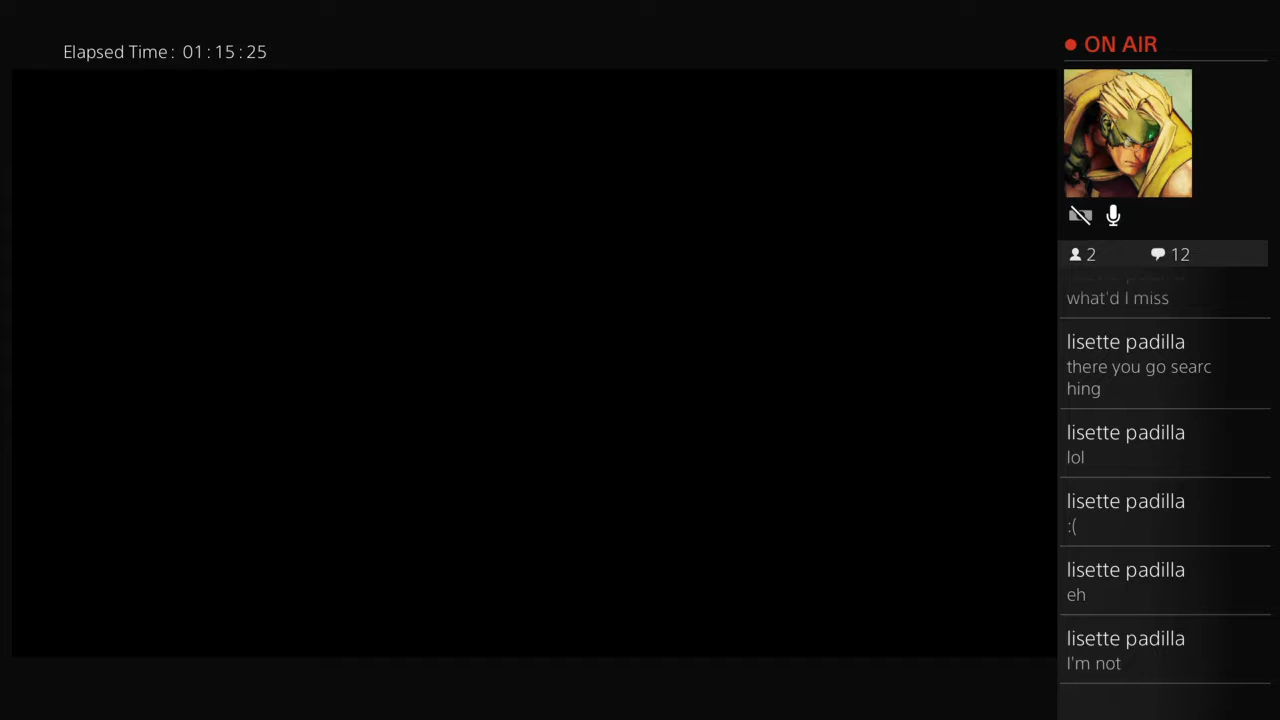 Elapsed Time: 01:15:25
ON AIR
2 12
what'd I miss
lisette padilla
there you go searc
hing
lisette padilla
lol
lisette padilla
:(
lisette padilla
eh
lisette padilla
I'm not